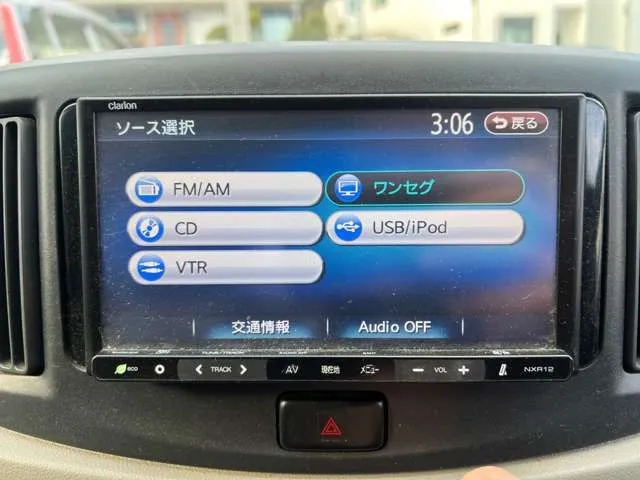 Clarion
ソース選択
3:06
戻る
FM/AM
ワンセグ
CD
USB/iPod
VTR
交通情報
Audio OFF
eco
TRACK
AV
現在地
メニュー
VOL
NXR12